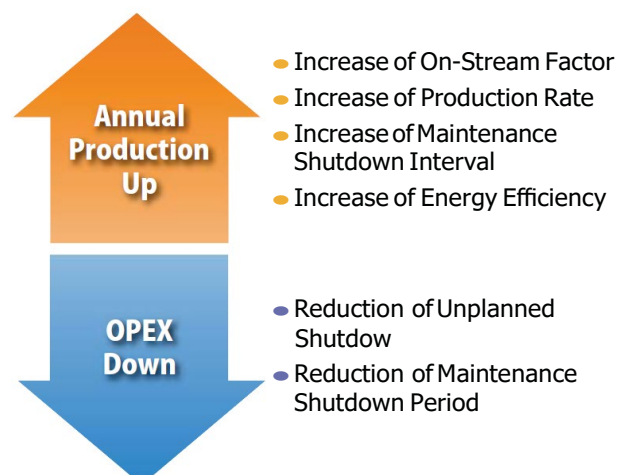 Annual
Production
Up
Increase of On-Stream Factor
Increase of Production Rate
Increase of Maintenance
Shutdown Interval
Increase of Energy Efficiency
OPEX
Down
Reduction of Unplanned
Shutdow
Reduction of Maintenance
Shutdown Period